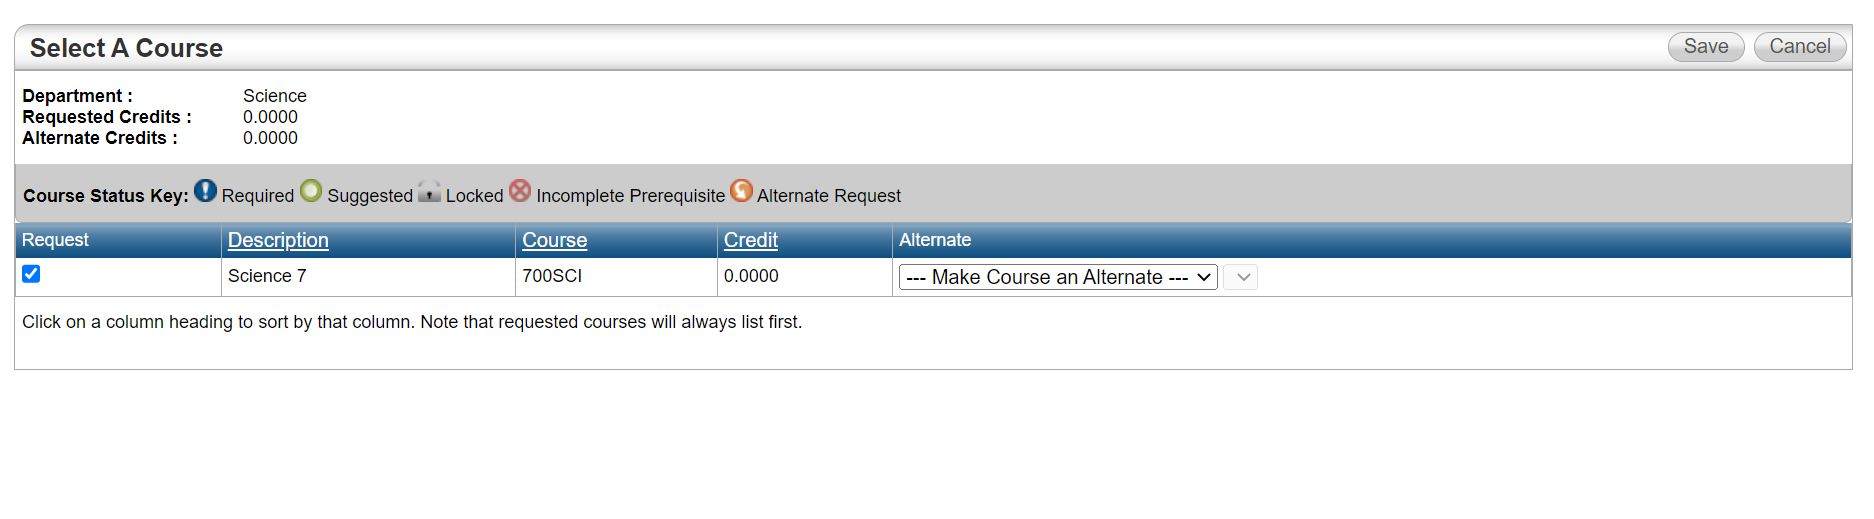 Select A Course
Save Cancel
Department : Science
Requested Credits : 0.0000
Alternate Credits : 0.0000
Course Status Key: Required Suggested Locked Incomplete Prerequisite Alternate Request
Request Description Course Credit Alternate
Science 7 700SCI 0.0000 --- Make Course an Alternate ---
Click on a column heading to sort by that column. Note that requested courses will always list first.